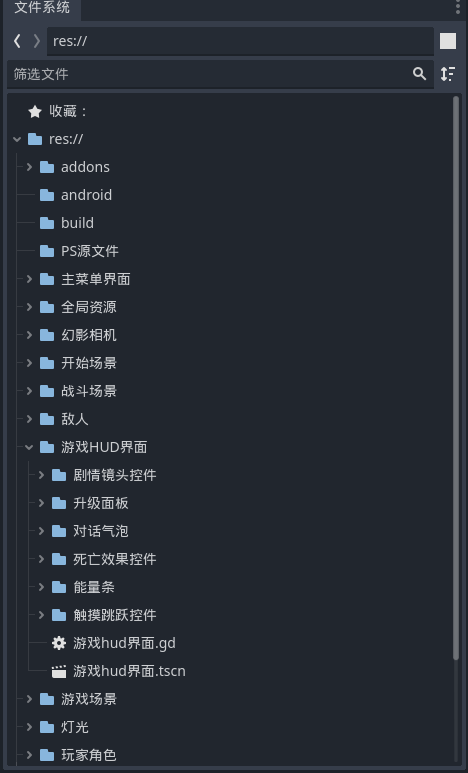 文件系统
res://
筛选文件
收藏：
res://
addons
android
build
PS源文件
主菜单界面
全局资源
幻影相机
开始场景
战斗场景
敌人
游戏HUD界面
剧情镜头控件
升级面板
对话气泡
死亡效果控件
能量条
触摸跳跃控件
游戏hud界面.gd
游戏hud界面.tscn
游戏场景
灯光
玩家角色